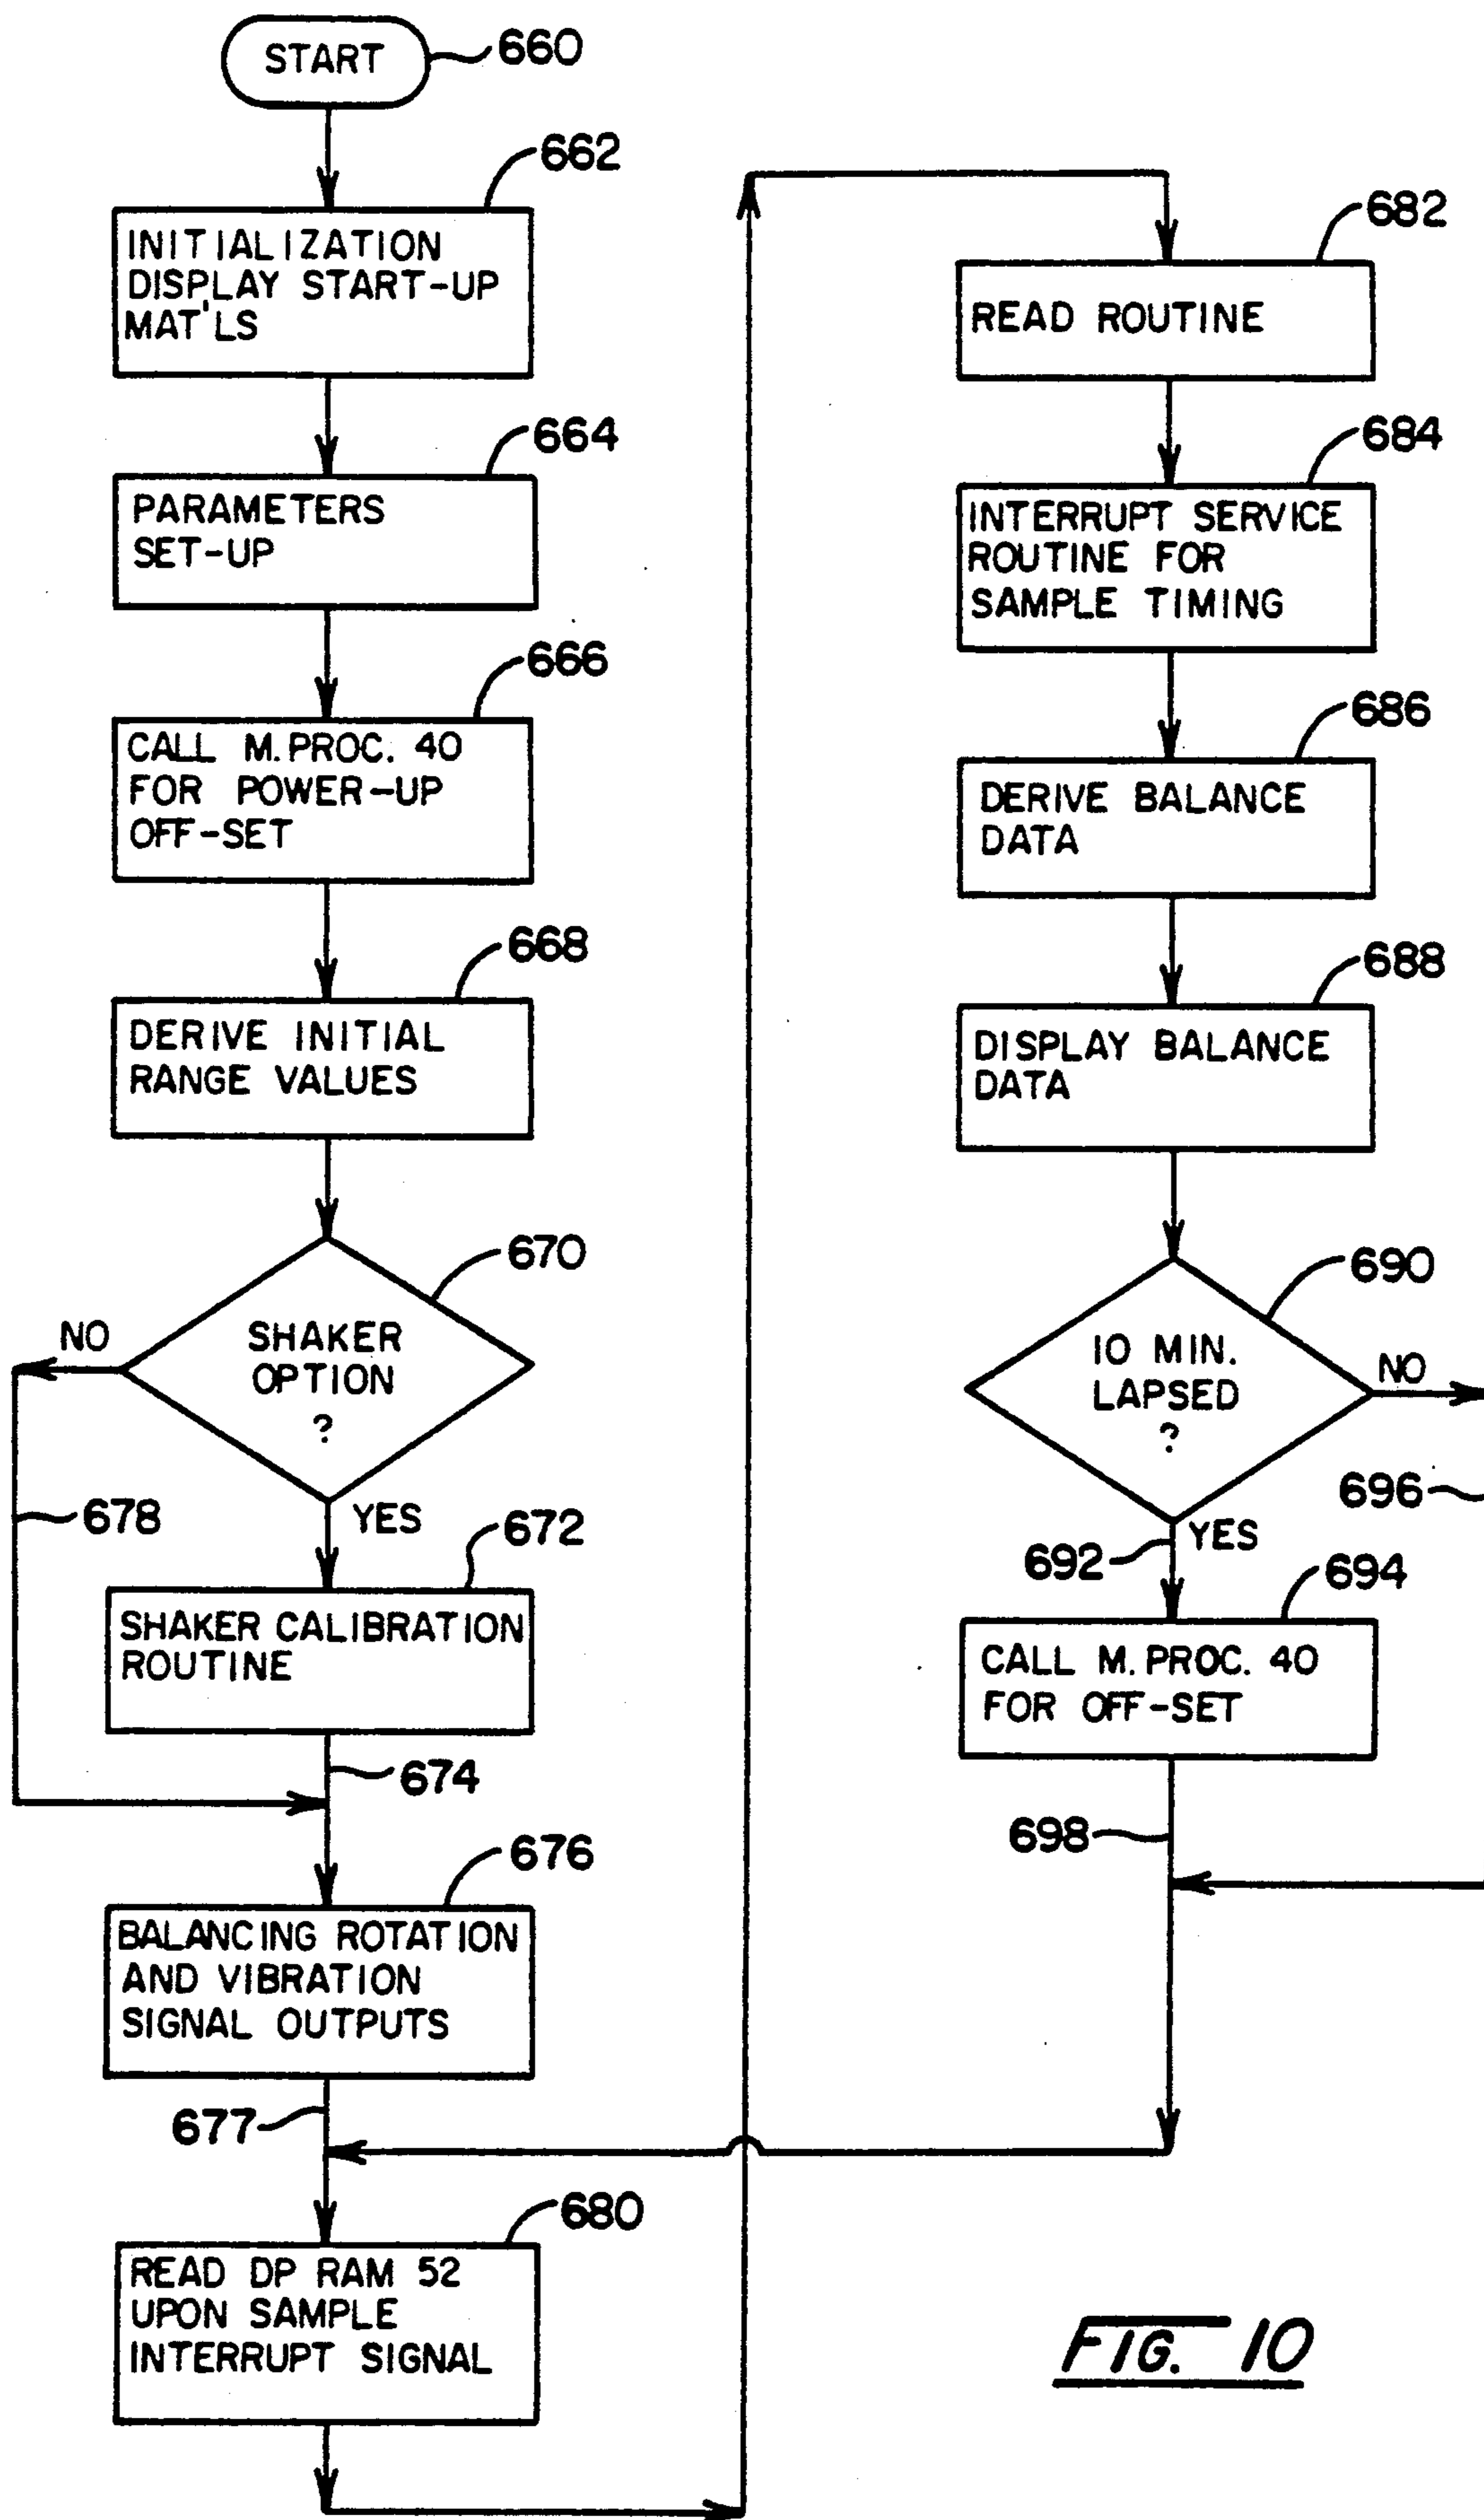 START
660
662
INITIALIZATION
DISPLAY START-UP
MAT'LS
664
PARAMETERS
SET-UP
666
CALL M. PROC. 40
FOR POWER-UP
OFF-SET
668
DERIVE INITIAL
RANGE VALUES
670
NO
SHAKER
OPTION
?
678
YES
672
SHAKER CALIBRATION
ROUTINE
674
676
BALANCING ROTATION
AND VIBRATION
SIGNAL OUTPUTS
677
680
READ DP RAM 52
UPON SAMPLE
INTERRUPT SIGNAL
682
READ ROUTINE
684
INTERRUPT SERVICE
ROUTINE FOR
SAMPLE TIMING
686
DERIVE BALANCE
DATA
688
DISPLAY BALANCE
DATA
690
10 MIN.
LAPSED
?
NO
696
692
YES
694
CALL M. PROC. 40
FOR OFF-SET
698
FIG. 10